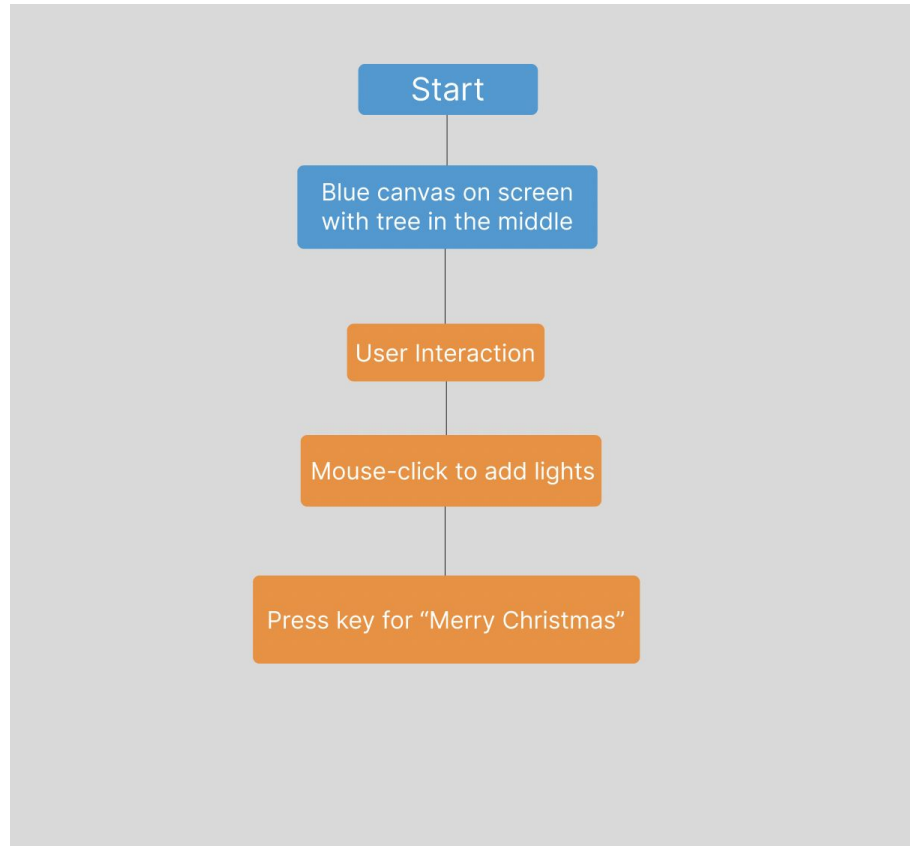 Start
Blue canvas on screen
with tree in the middle
User Interaction
Mouse-click to add lights
Press key for “Merry Christmas”